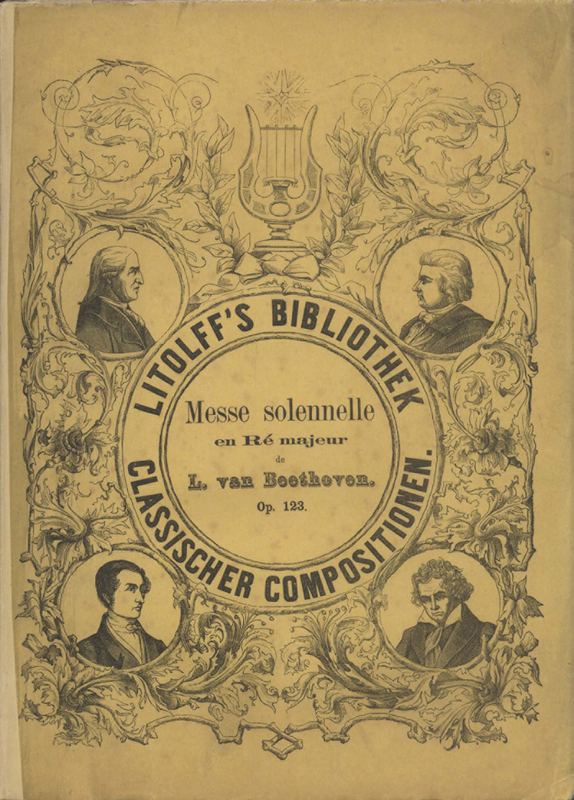 LITOLFF'S BIBLIOTHEK
Messe solennelle
en Ré majeur
de
L. van Beethoven.
Op. 123.
CLASSISCHER COMPOSITIONEN.